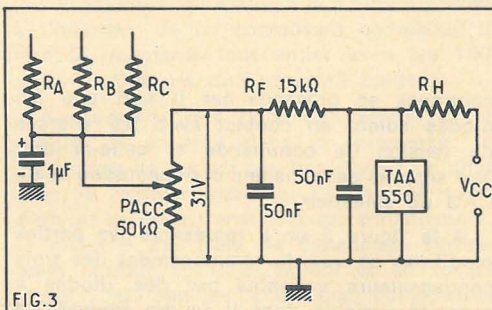 RA
RB
RC
RF
15kΩ
RH
+
1µF
PACC
50kΩ
31V
50nF
50nF
TAA
550
VCC
FIG.3